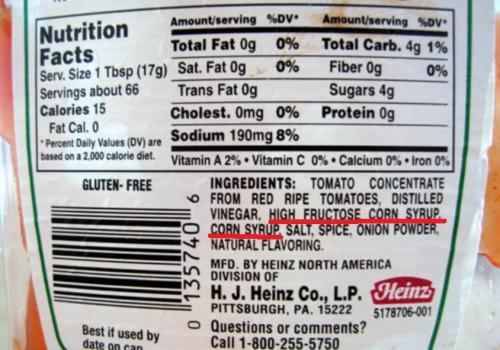 Nutrition
Facts
Serv. Size 1 Tbsp (17g)
Servings about 66
Calories 15
Fat Cal. 0
* Percent Daily Values (DV) are
based on a 2,000 calorie diet.
Amount/serving %DV* Amount/serving %DV*
Total Fat 0g 0% Total Carb. 4g 1%
Sat. Fat 0g 0% Fiber 0g 0%
Trans Fat 0g Sugars 4g
Cholest. 0mg 0% Protein 0g
Sodium 190mg 8%
Vitamin A 2% • Vitamin C 0% • Calcium 0% • Iron 0%
GLUTEN- FREE
0 135740 6
Best if used by
date on cap
INGREDIENTS: TOMATO CONCENTRATE
FROM RED RIPE TOMATOES, DISTILLED
VINEGAR, HIGH FRUCTOSE CORN SYRUP,
CORN SYRUP, SALT, SPICE, ONION POWDER,
NATURAL FLAVORING.
MFD. BY HEINZ NORTH AMERICA
DIVISION OF
H. J. Heinz Co., L.P.
PITTSBURGH, PA. 15222
Heinz
5178706-001
Questions or comments?
Call 1-800-255-5750